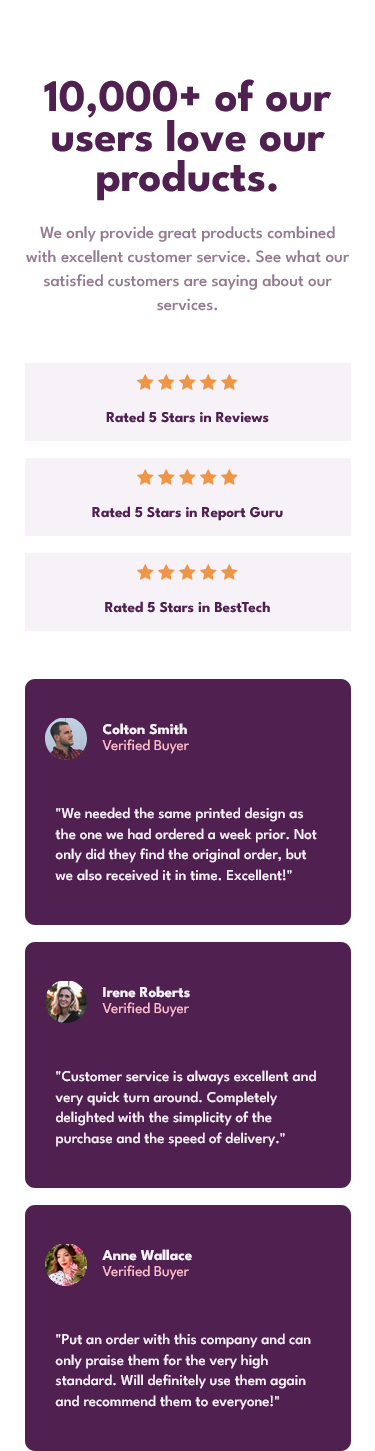 10,000+ of our
users love our
products.
We only provide great products combined
with excellent customer service. See what our
satisfied customers are saying about our
services.
Rated 5 Stars in Reviews
Rated 5 Stars in Report Guru
Rated 5 Stars in BestTech
Colton Smith
Verified Buyer
"We needed the same printed design as
the one we had ordered a week prior. Not
only did they find the original order, but
we also received it in time. Excellent!"
Irene Roberts
Verified Buyer
"Customer service is always excellent and
very quick turn around. Completely
delighted with the simplicity of the
purchase and the speed of delivery."
Anne Wallace
Verified Buyer
"Put an order with this company and can
only praise them for the very high
standard. Will definitely use them again
and recommend them to everyone!"